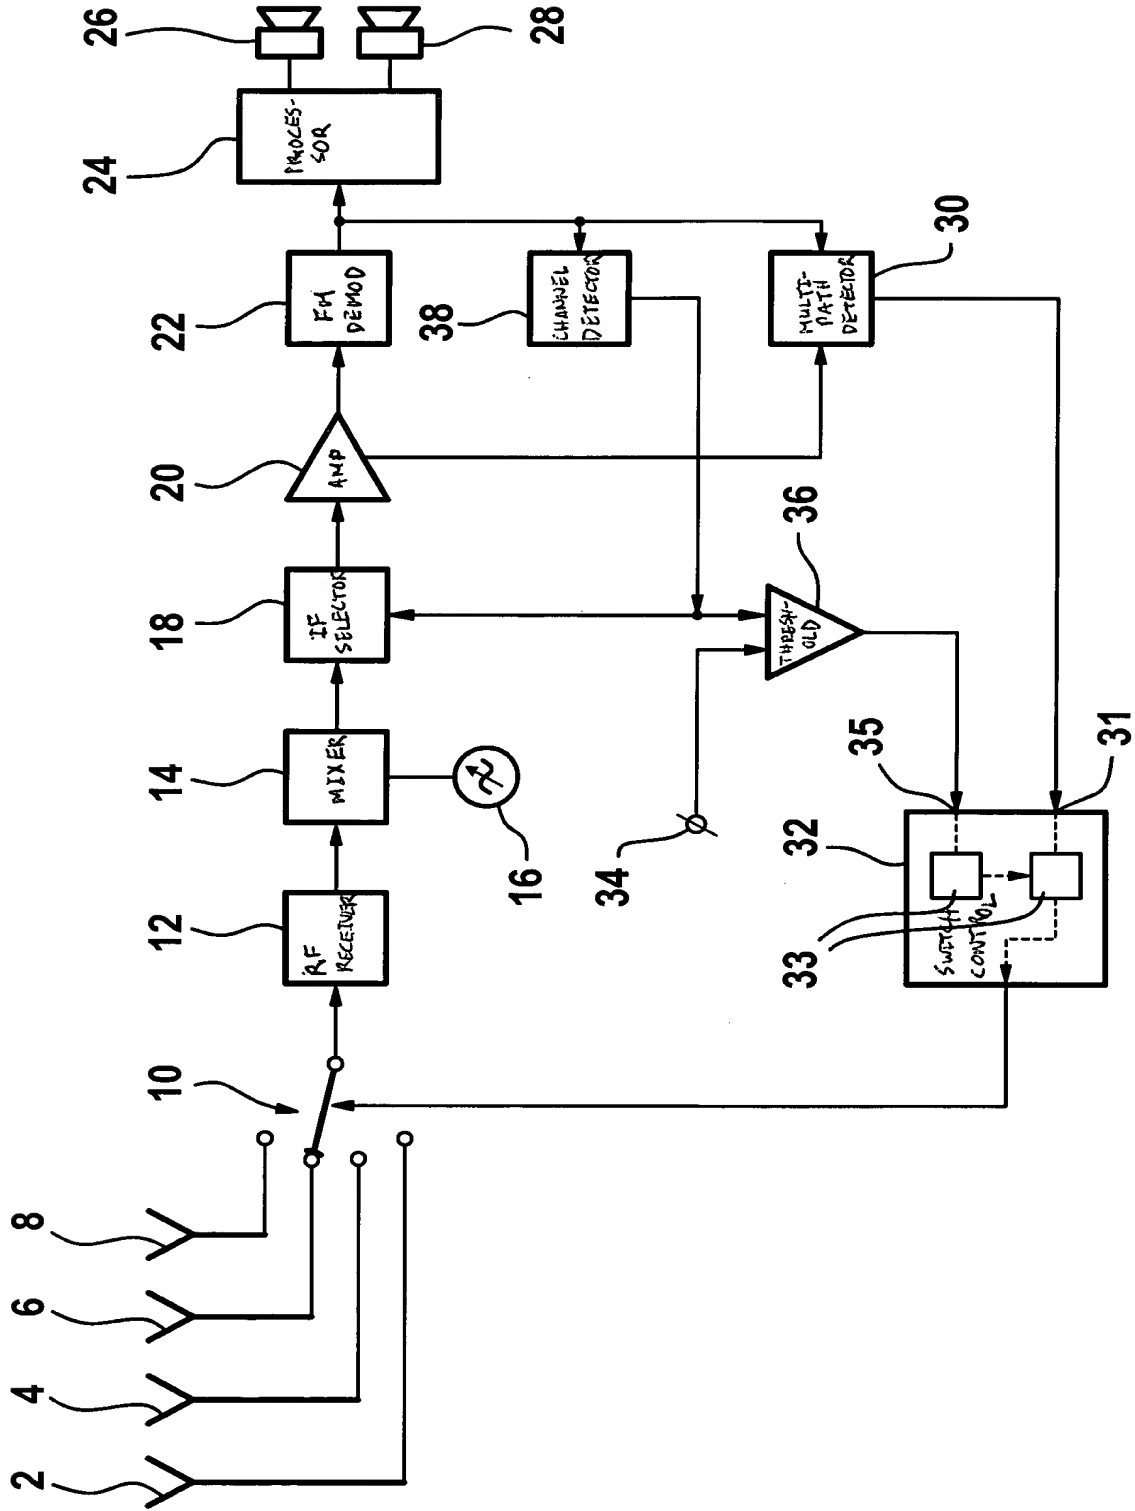 2
4
6
8
10
12
RF
RECEIVER
14
MIXER
16
18
IF
SELECTOR
20
AMP
22
FM
DEMOD
24
PROCES-
SOR
26
28
38
CHANNEL
DETECTOR
30
MULTI-
PATH
DETECTOR
36
THRESH-
OLD
34
35
31
32
33
SWITCH
CONTROL